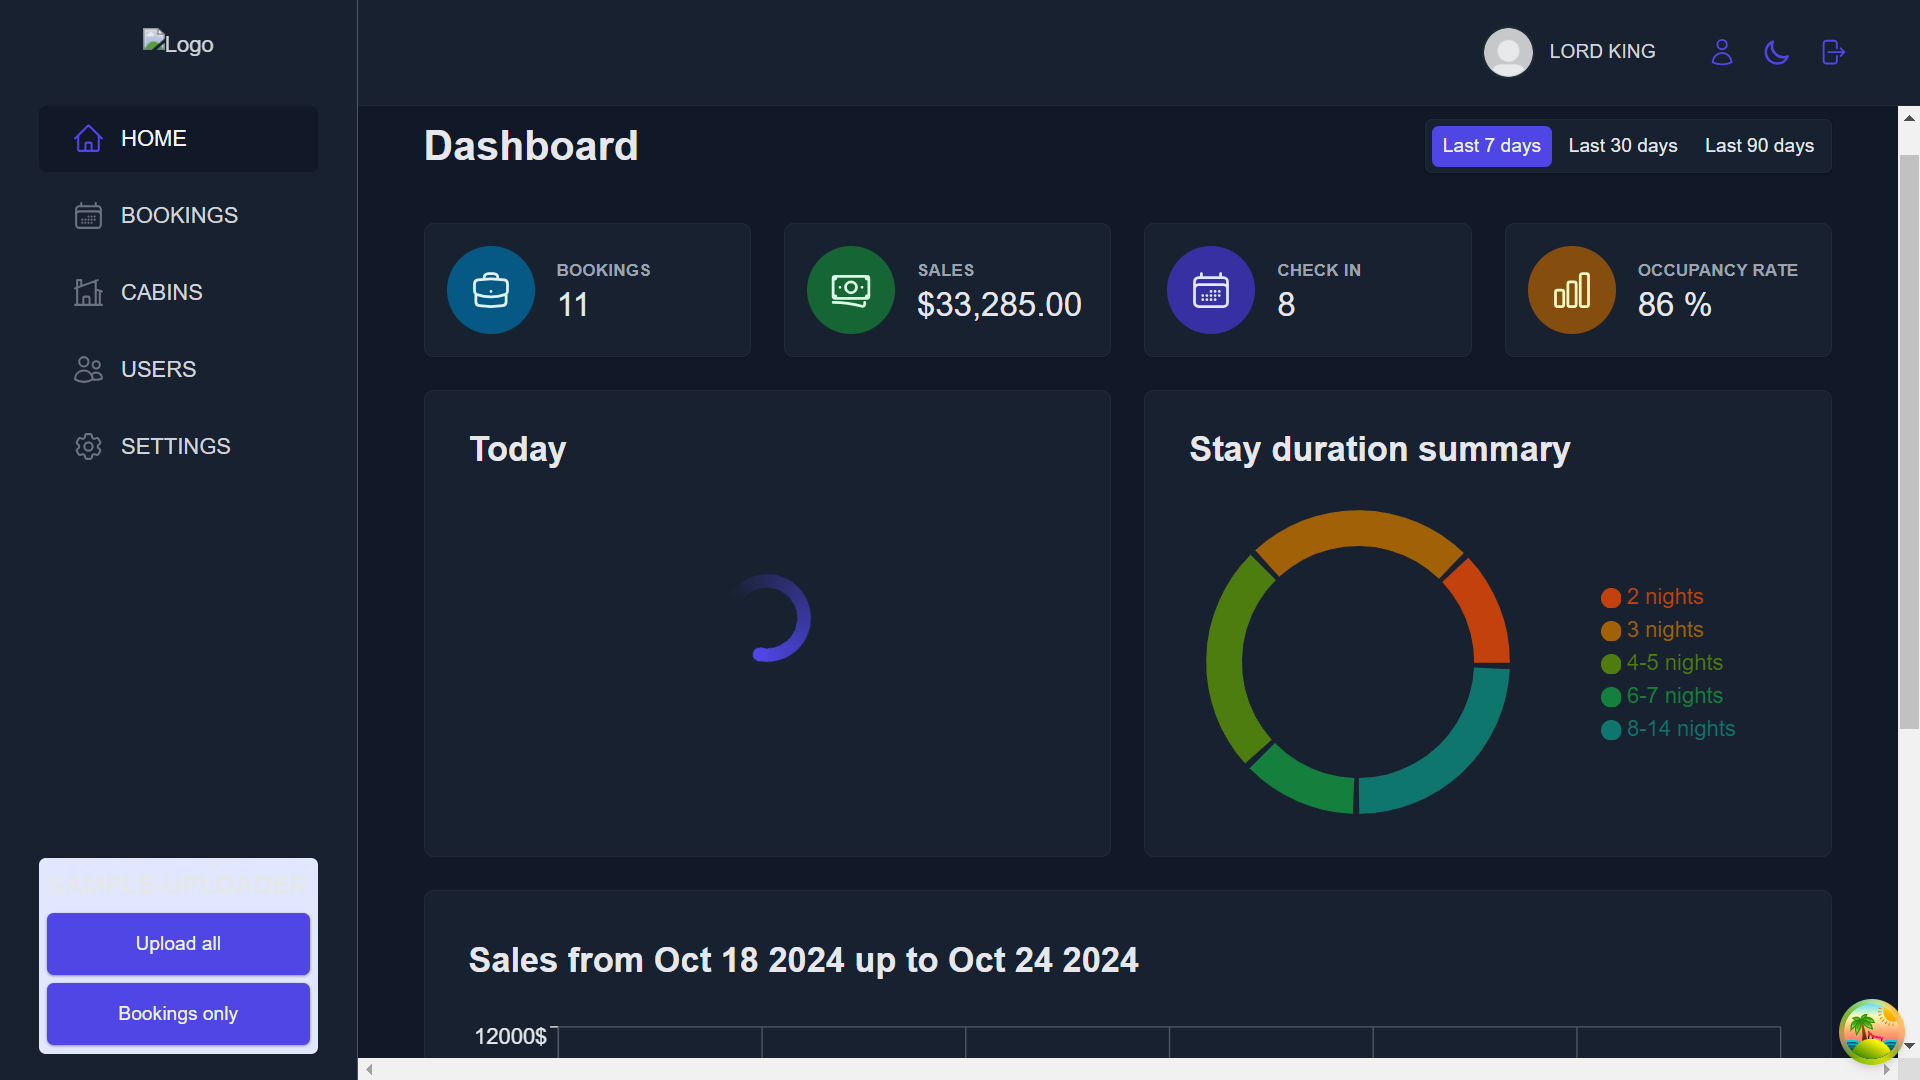 Logo
HOME
BOOKINGS
CABINS
USERS
SETTINGS
SAMPLE-UPLOADER
Upload all
Bookings only
LORD KING
Dashboard
Last 7 days Last 30 days Last 90 days
BOOKINGS
11
SALES
$33,285.00
CHECK IN
8
OCCUPANCY RATE
86 %
Today
Stay duration summary
2 nights
3 nights
4-5 nights
6-7 nights
8-14 nights
Sales from Oct 18 2024 up to Oct 24 2024
12000$